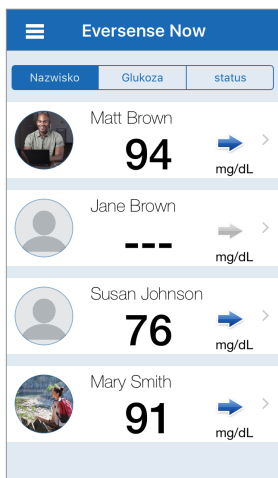 Eversense Now
Nazwisko Glukoza status
Matt Brown
94
mg/dL
Jane Brown
---
mg/dL
Susan Johnson
76
mg/dL
Mary Smith
91
mg/dL